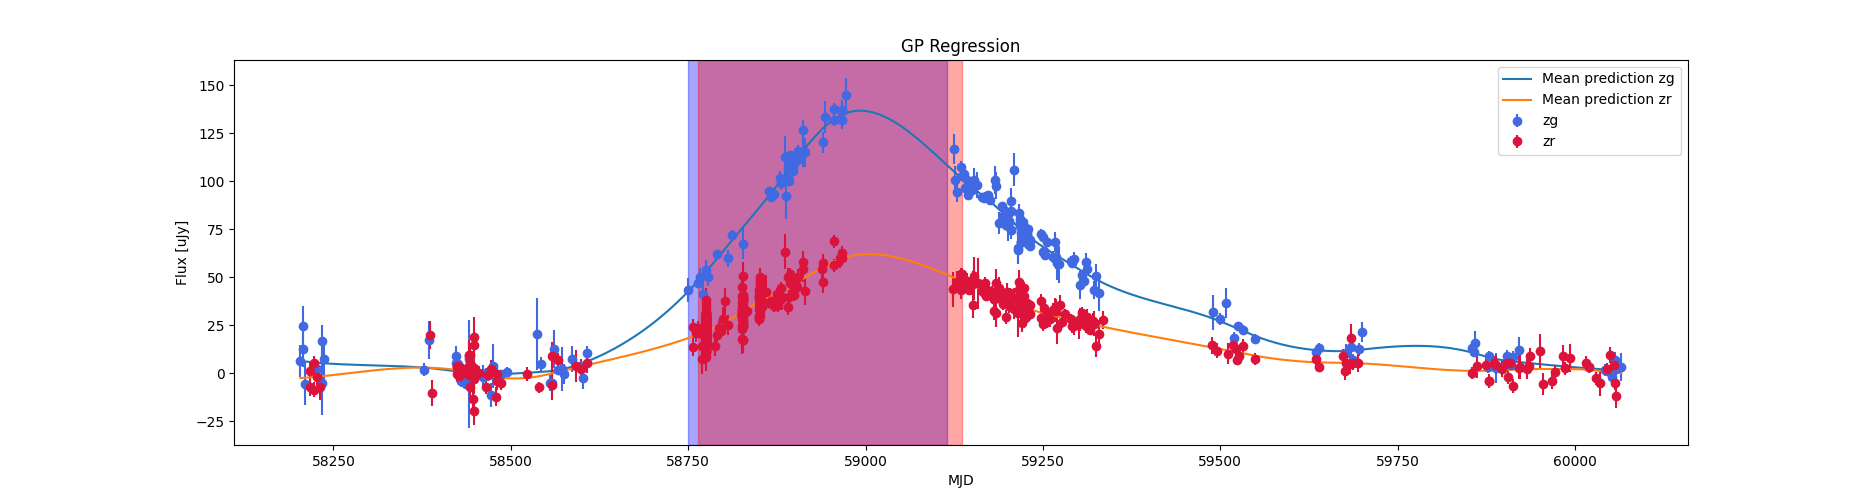 GP Regression
Mean prediction zg
Mean prediction zr
zg
zr
150
125
100
75
50
25
0
−25
Flux [uJy]
58250
58500
58750
59000
59250
59500
59750
60000
MJD